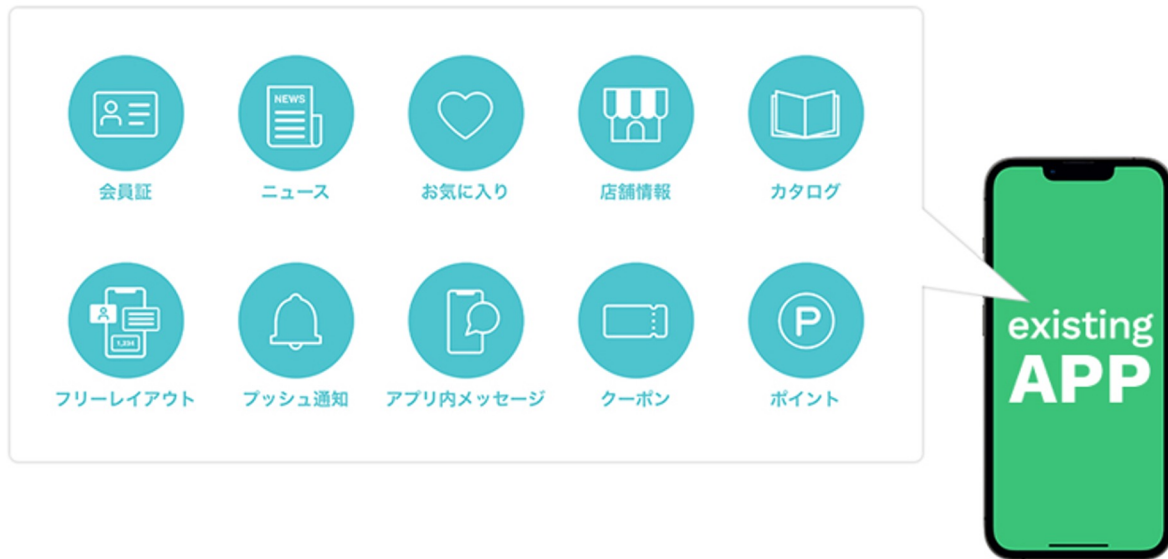 NEWS
会員証
ニュース
お気に入り
店舗情報
カタログ
1,234
P
フリーレイアウト
プッシュ通知
アプリ内メッセージ
クーポン
ポイント
existing
APP